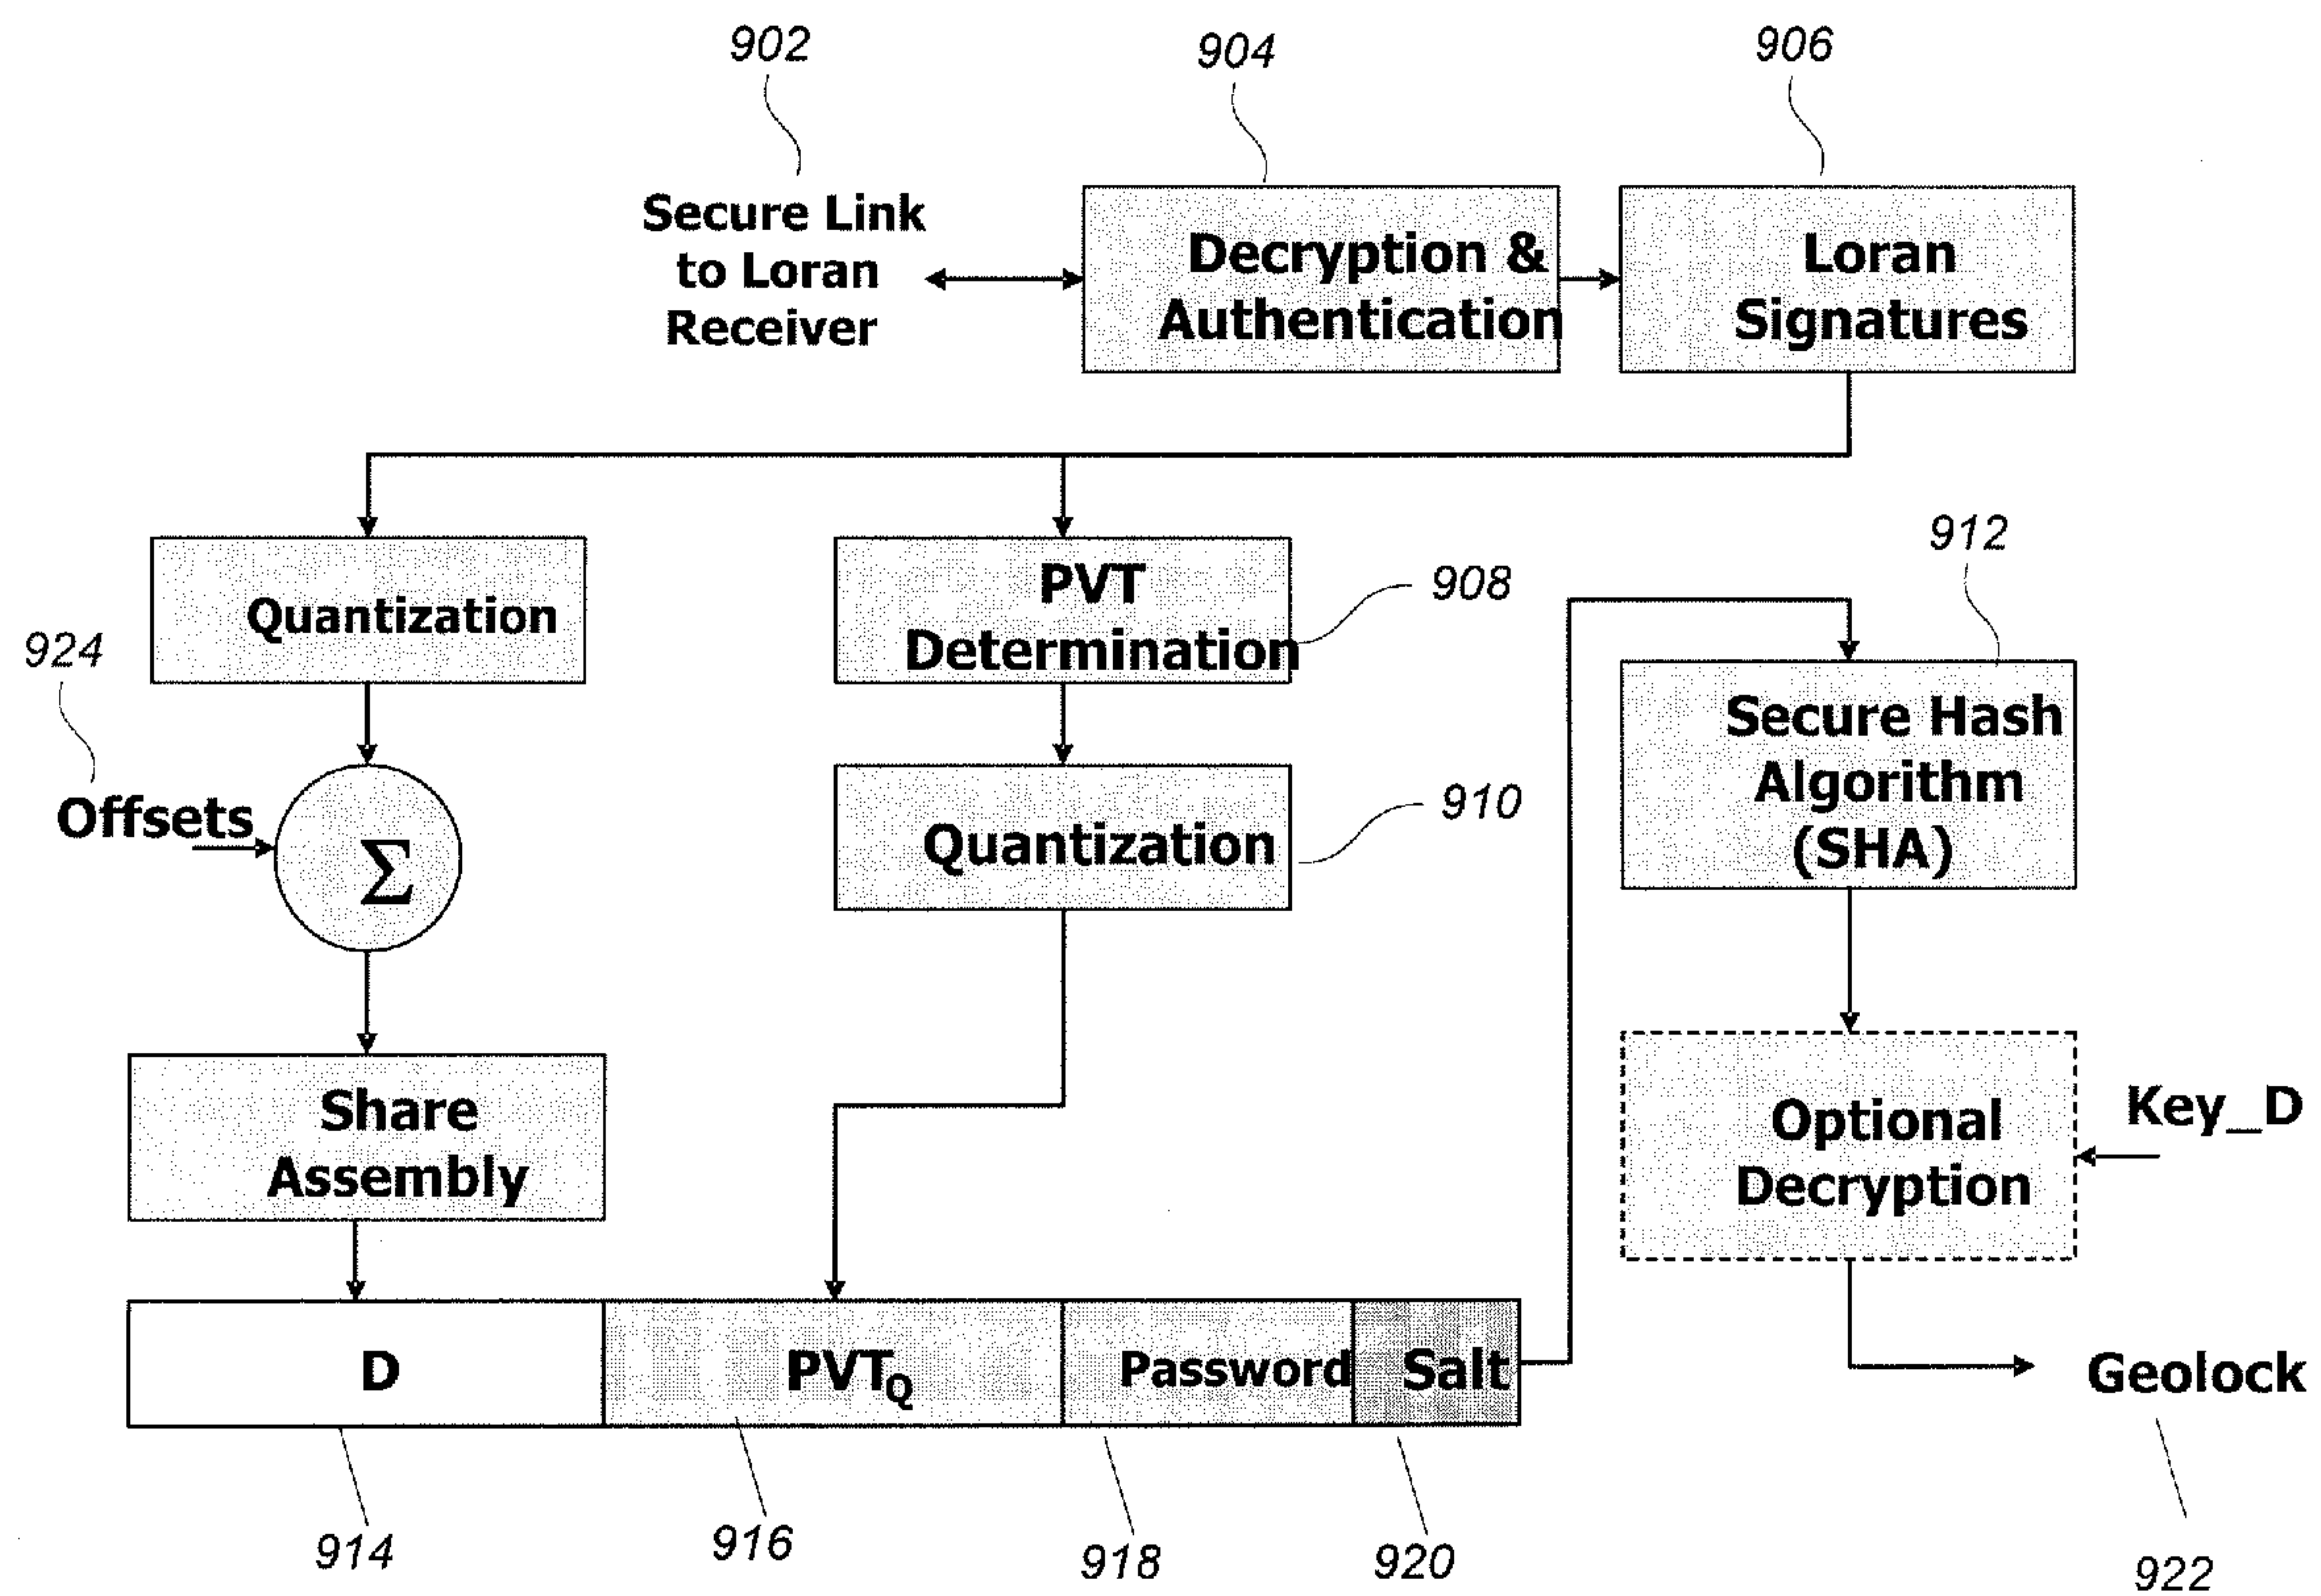 902
904
906
Secure Link
to Loran
Receiver
Decryption &
Authentication
Loran
Signatures
912
Quantization
PVT
Determination
908
924
Secure Hash
Algorithm
(SHA)
Offsets
Σ
Quantization
910
Share
Assembly
Optional
Decryption
Key_D
D
PVTQ
Password
Salt
Geolock
914
916
918
920
922